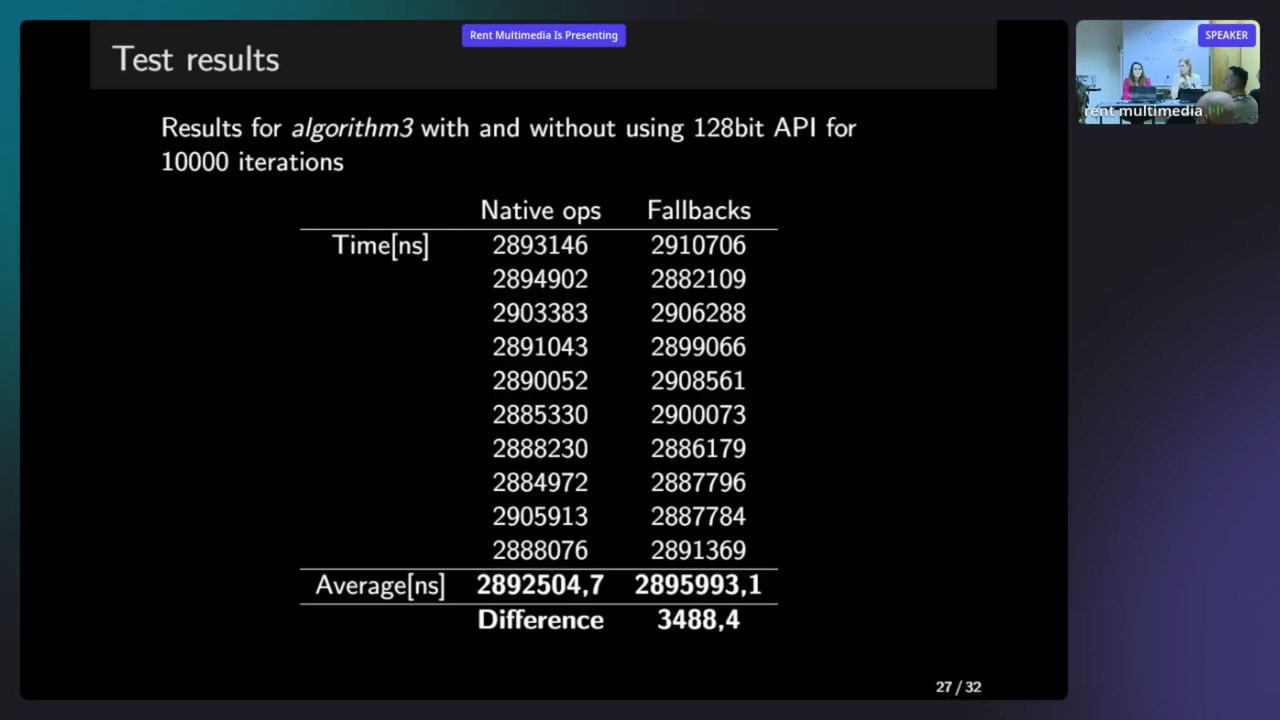 Rent Multimedia Is Presenting
SPEAKER
Test results
rent multimedia
Results for algorithm3 with and without using 128bit API for
10000 iterations
Native ops Fallbacks
Time[ns] 2893146 2910706
2894902 2882109
2903383 2906288
2891043 2899066
2890052 2908561
2885330 2900073
2888230 2886179
2884972 2887796
2905913 2887784
2888076 2891369
Average[ns] 2892504,7 2895993,1
Difference 3488,4
27 / 32